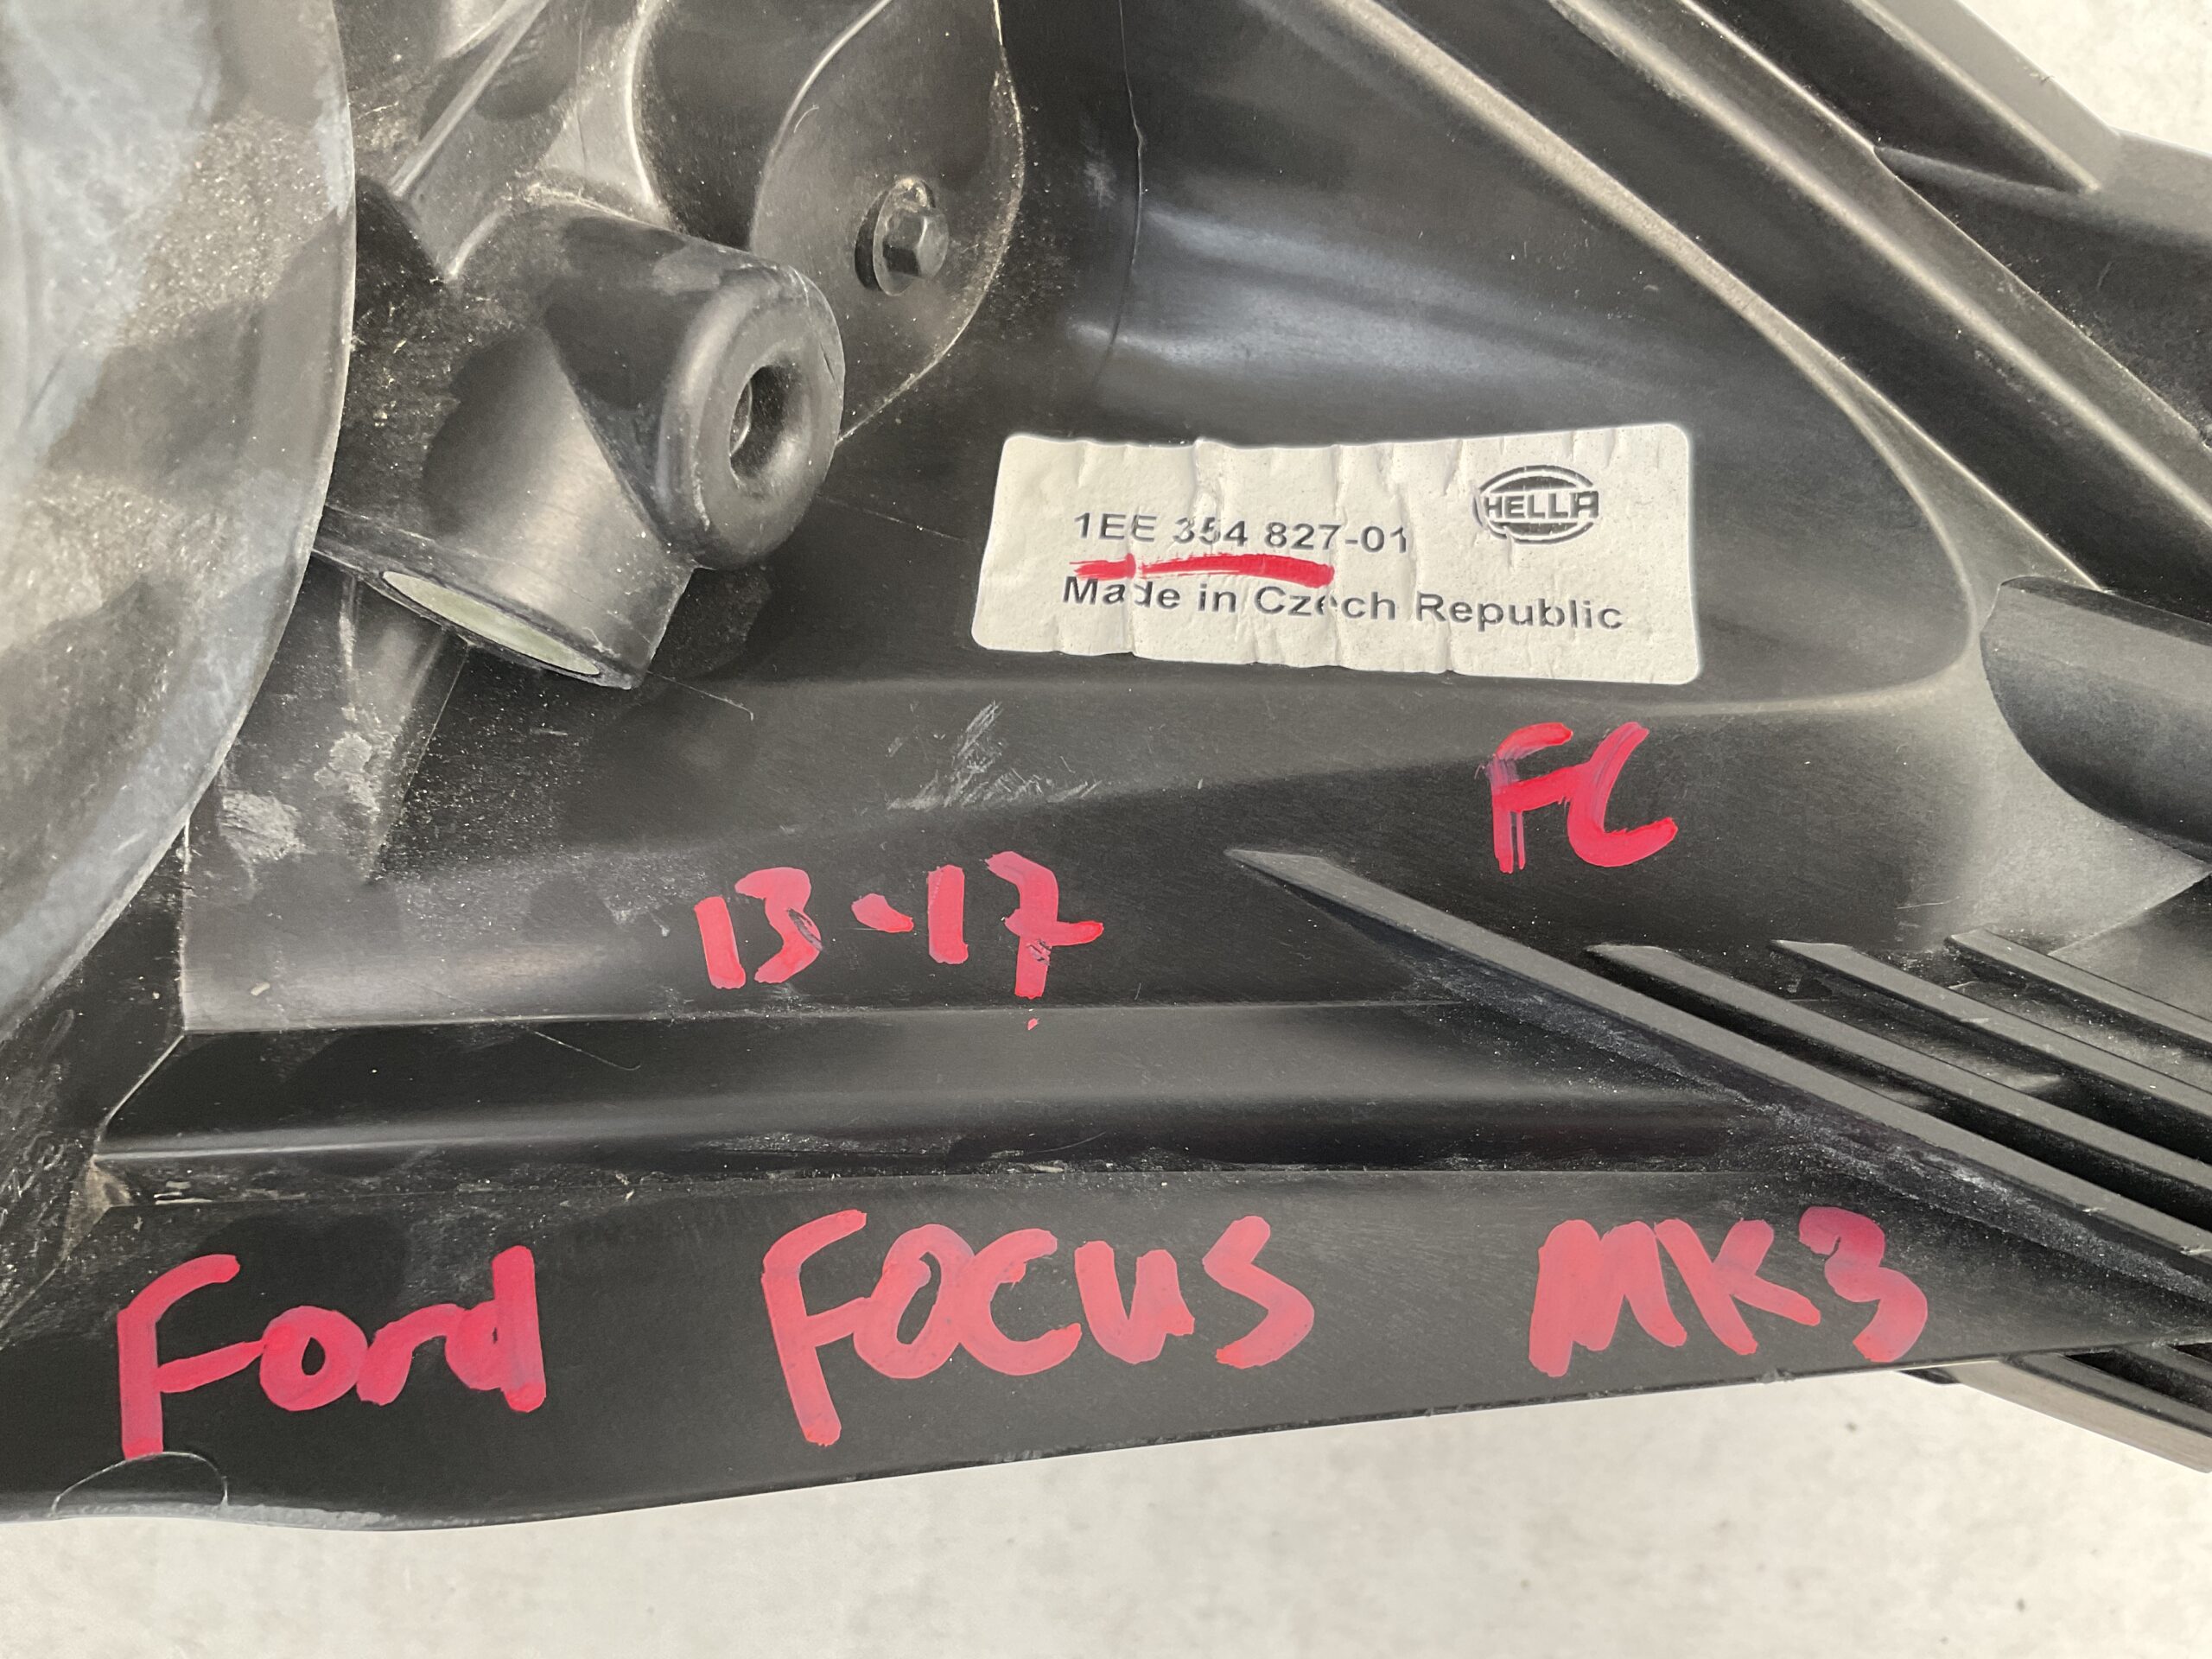 HELLA
1EE 354 827-01
Made in Czech Republic
FC
13-17
Ford FOCUS MK3